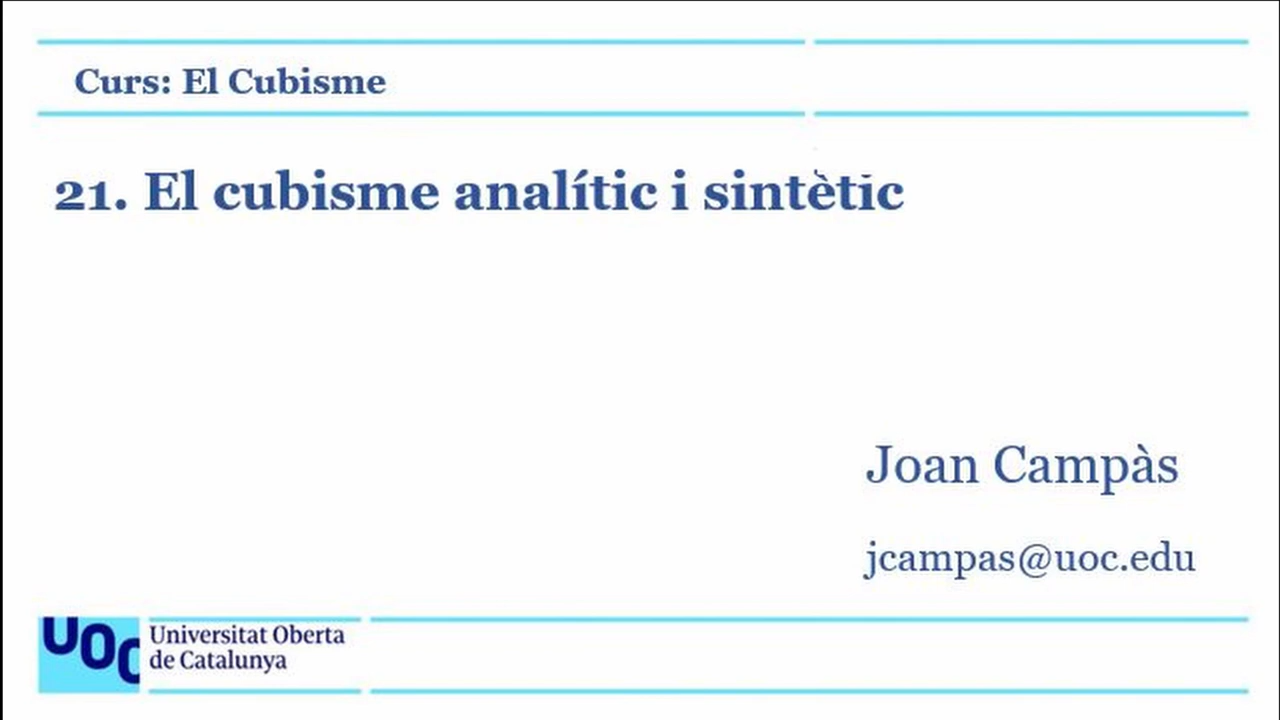 Curs: El Cubisme
21. El cubisme analític i sintètic
Joan Campàs
jcampas@uoc.edu
UOC
Universitat Oberta
de Catalunya